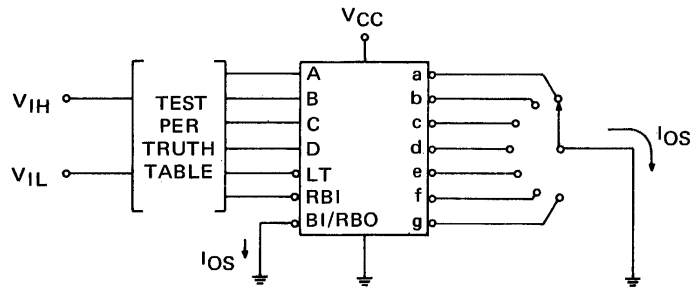 VCC
VIH
VIL
TEST
PER
TRUTH
TABLE
A
B
C
D
LT
RBI
BI/RBO
a
b
c
d
e
f
g
IOS
IOS